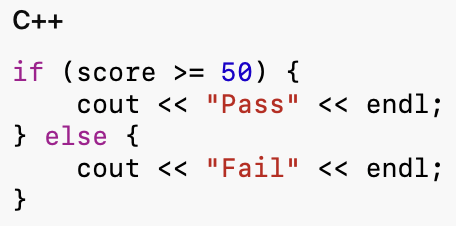 C++
if (score >= 50) {
    cout << "Pass" << endl;
} else {
    cout << "Fail" << endl;
}